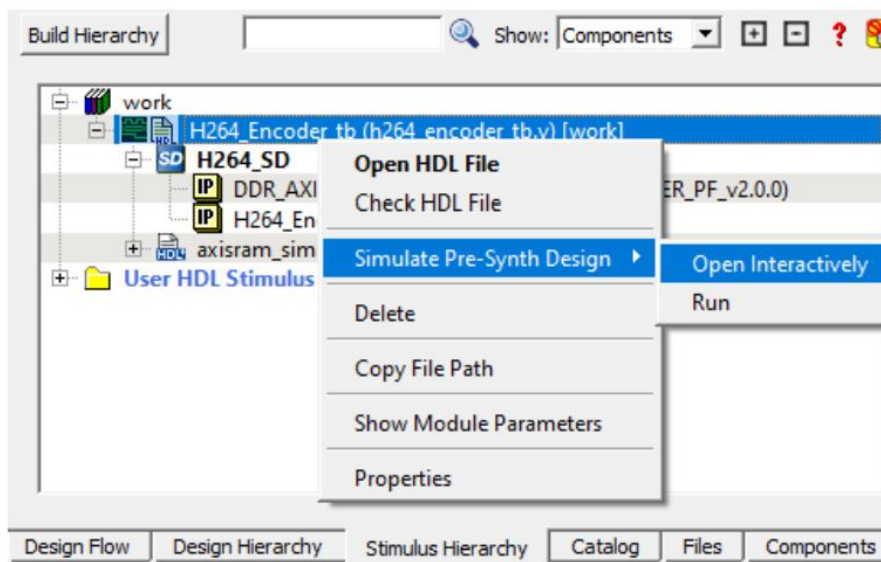 Build Hierarchy
Show: Components
work
H264_Encoder_tb (h264_encoder_tb.v) [work]
H264_SD
Open HDL File
DDR_AXI ER_PF_v2.0.0)
Check HDL File
H264_En
axisram_sim
Simulate Pre-Synth Design
Open Interactively
User HDL Stimulus
Run
Delete
Copy File Path
Show Module Parameters
Properties
Design Flow Design Hierarchy Stimulus Hierarchy Catalog Files Components